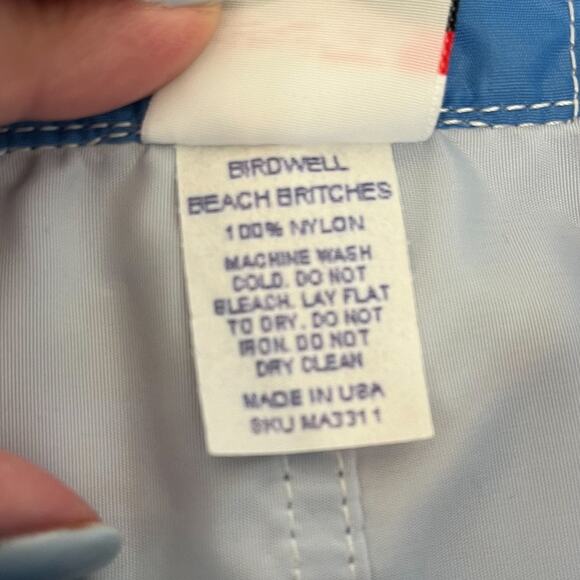 BIRDWELL
BEACH BRITCHES
100% NYLON
MACHINE WASH
COLD. DO NOT
BLEACH. LAY FLAT
TO DRY. DO NOT
IRON. DO NOT
DRY CLEAN
MADE IN USA
SKU MA3311